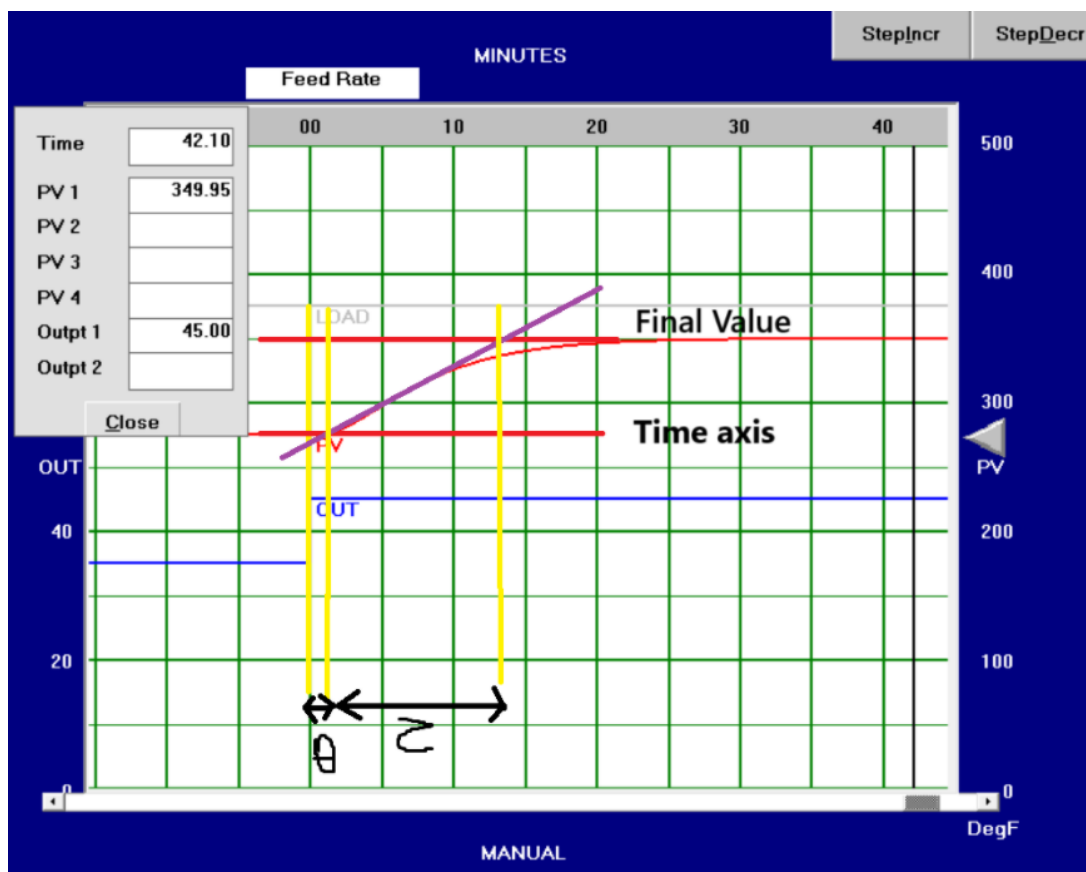 StepIncr StepDecr
MINUTES
Feed Rate
00 10 20 30 40
Time 42.10
PV 1 349.95
PV 2
PV 3
PV 4
Outpt 1 45.00
Outpt 2
Close
500
400
300
PV
200
100
0
DegF
OUT
40
20
0
LOAD
Final Value
PV
Time axis
OUT
θ
τ
MANUAL